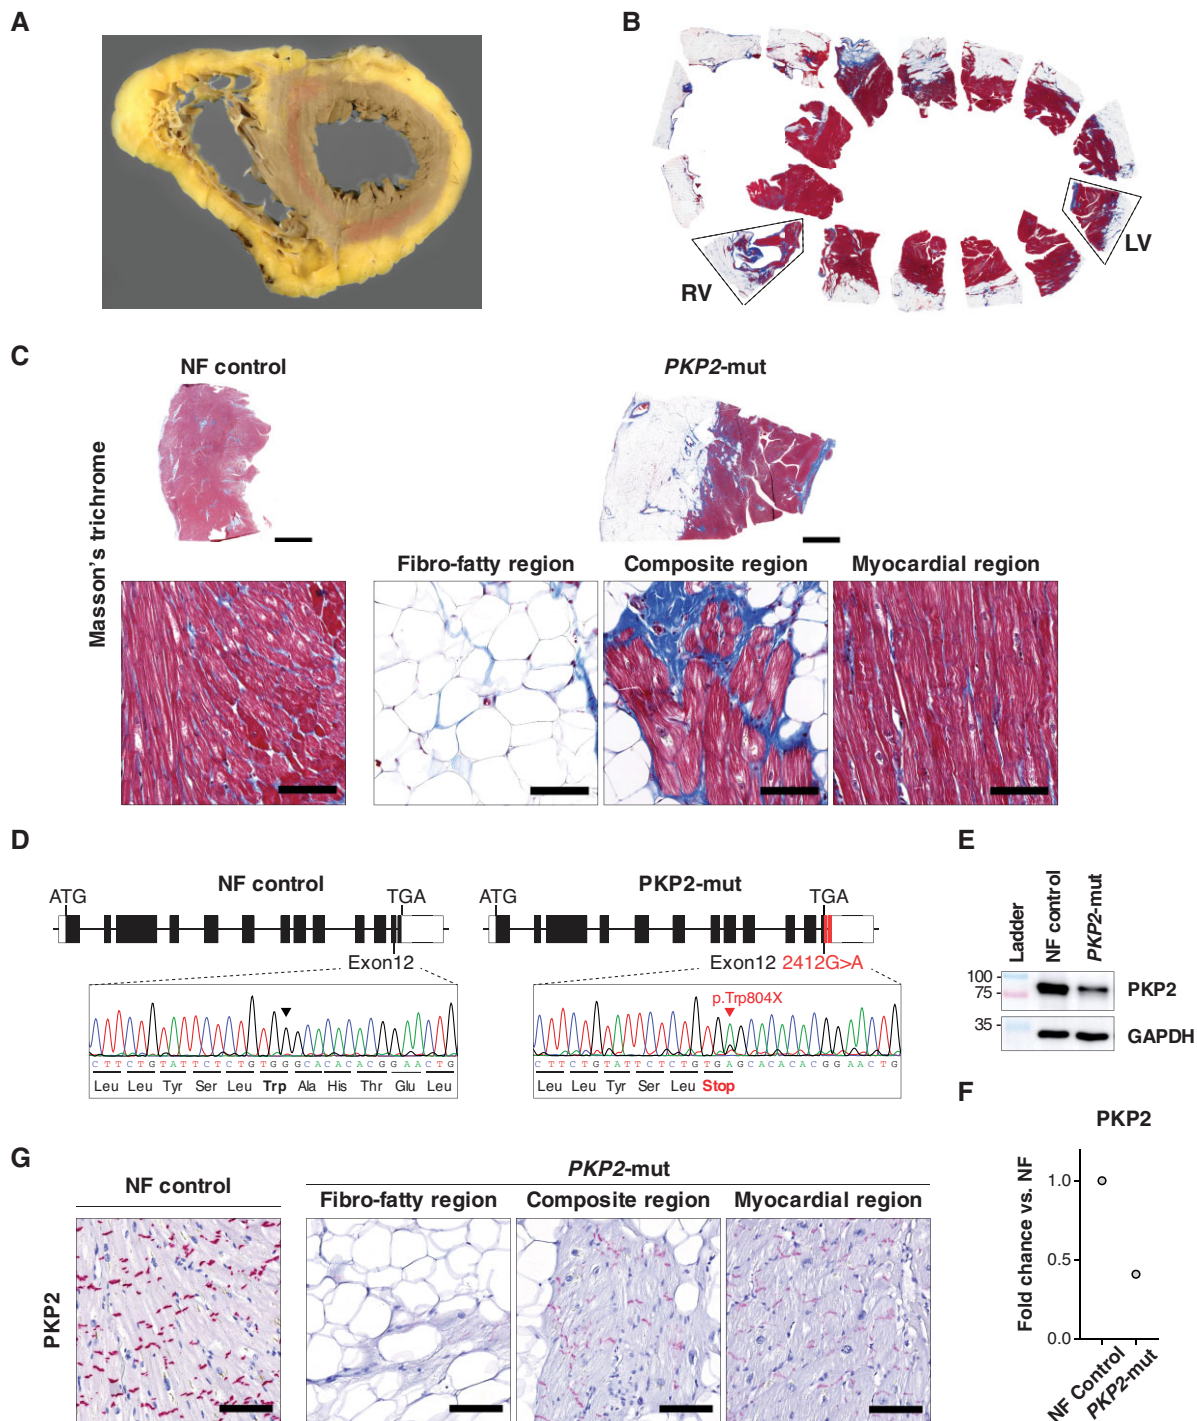 A
B
RV
LV
C
NF control
PKP2-mut
Masson's trichrome
Fibro-fatty region
Composite region
Myocardial region
D
NF control
PKP2-mut
ATG
TGA
ATG
TGA
Exon12
Exon12 2412G>A
p.Trp804X
C T T C T G T A T T C T C T G T G G G C A C A C A C G G A A C T G
Leu Leu Tyr Ser Leu Trp Ala His Thr Glu Leu
C T T C T G T A T T C T C T G T G A G C A C A C A C G G A A C T G
Leu Leu Tyr Ser Leu Stop
E
Ladder
NF control
PKP2-mut
100
75
PKP2
35
GAPDH
F
PKP2
Fold chance vs. NF
1.0
0.5
0.0
NF Control
PKP2-mut
G
NF control
PKP2-mut
Fibro-fatty region
Composite region
Myocardial region
PKP2